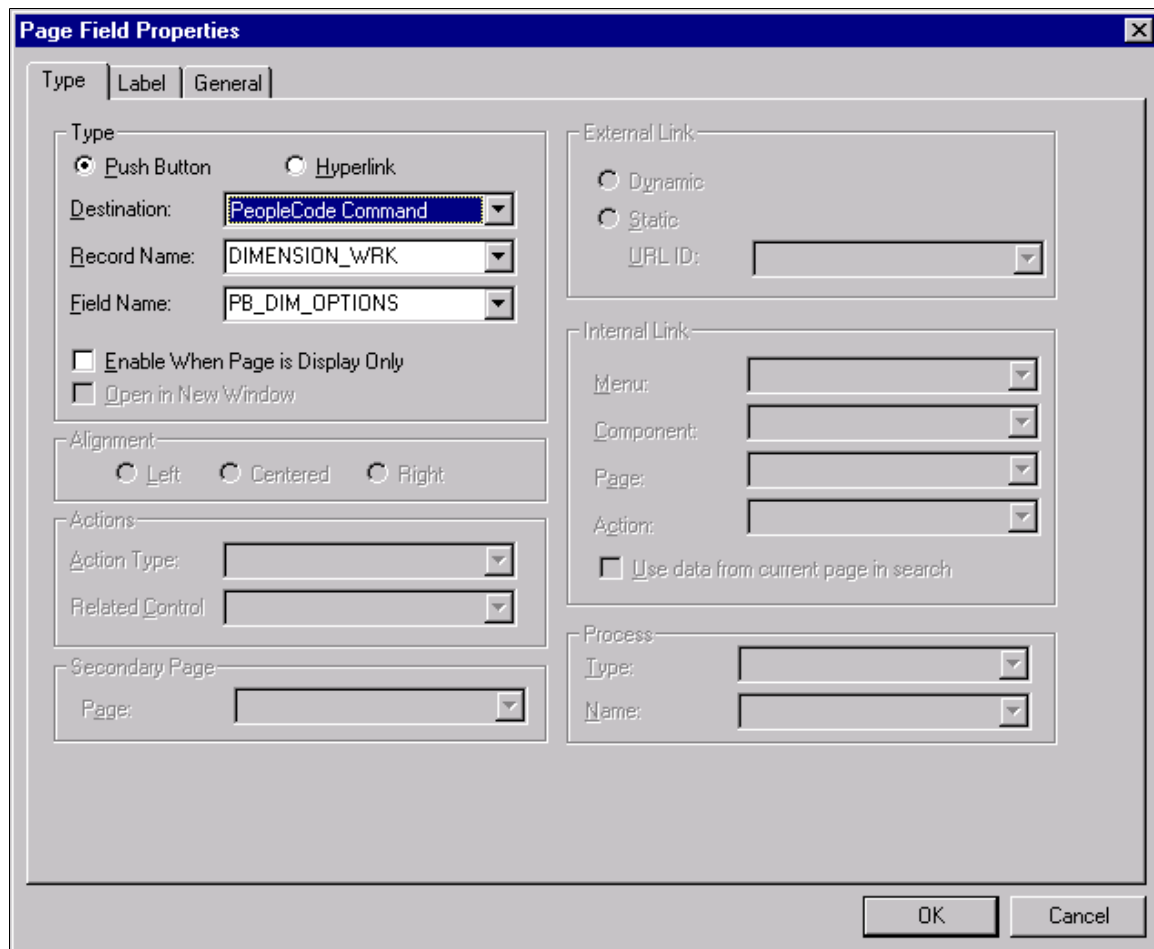 Page Field Properties
Type Label General
Type
Push Button Hyperlink
Destination: PeopleCode Command
Record Name: DIMENSION_WRK
Field Name: PB_DIM_OPTIONS
Enable When Page is Display Only
Open in New Window
Alignment
Left Centered Right
Actions
Action Type:
Related Control
Secondary Page
Page:
External Link
Dynamic
Static
URL ID:
Internal Link
Menu:
Component:
Page:
Action:
Use data from current page in search
Process
Type:
Name:
OK Cancel